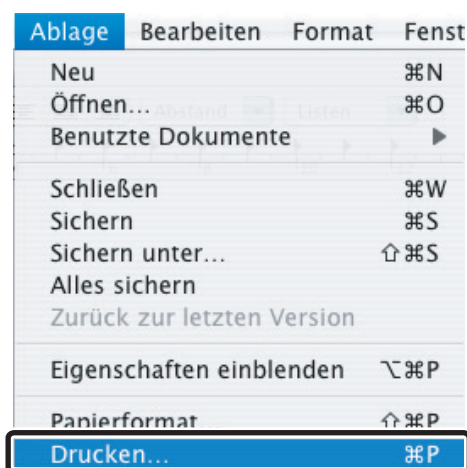 Ablage Bearbeiten Format Fenst
Neu ⌘N
Öffnen... ⌘O
Benutzte Dokumente ▶
Schließen ⌘W
Sichern ⌘S
Sichern unter... ⇧⌘S
Alles sichern
Zurück zur letzten Version
Eigenschaften einblenden ⌥⌘P
Papierformat... ⇧⌘P
Drucken... ⌘P